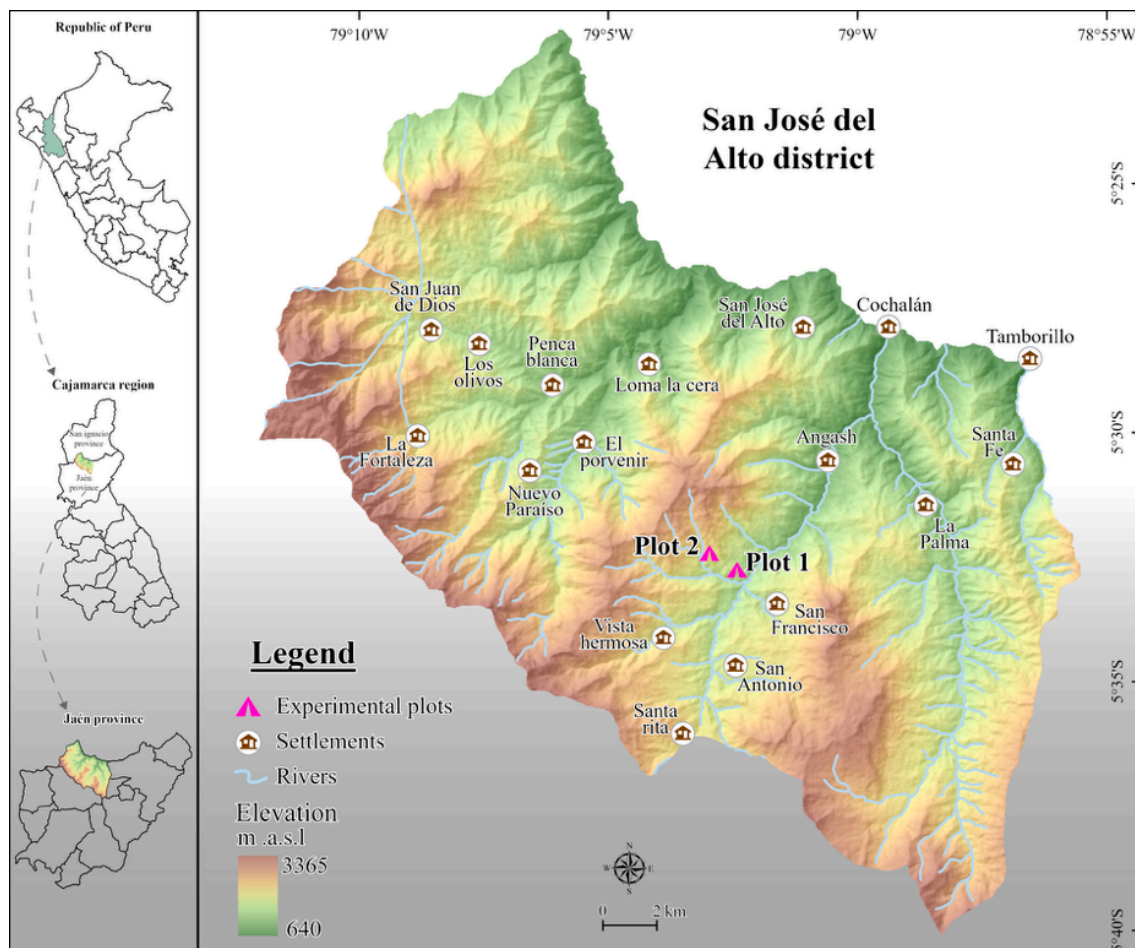 Republic of Peru
Cajamarca region
San ignacio
province
Jaén
province
Jaén province
79°10'W
79°5'W
79°W
78°55'W
5°25'S
5°30'S
5°35'S
5°40'S
San José del
Alto district
San Juan
de Dios
Los
olivos
Penca
blanca
Loma la cera
San José
del Alto
Cochalán
Tamborillo
La
Fortaleza
El
porvenir
Nuevo
Paraíso
Angash
Santa
Fe
La
Palma
Plot 2
Plot 1
San
Francisco
Vista
hermosa
San
Antonio
Santa
rita
Legend
Experimental plots
Settlements
Rivers
Elevation
m .a.s.l
3365
640
N
W E
S
0 2 km